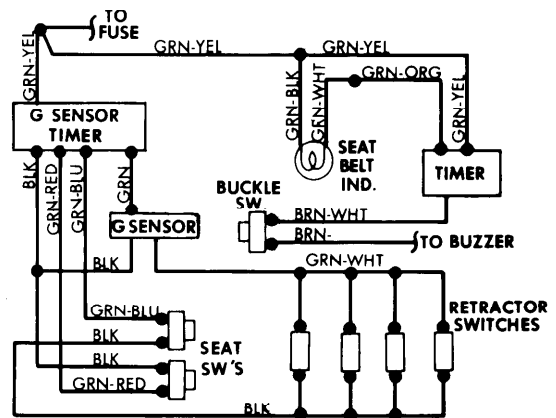 TO
FUSE
GRN-YEL
GRN-YEL
GRN-YEL
GRN-BLK
GRN-WHT
GRN-ORG
GRN-YEL
G SENSOR
TIMER
BLK
GRN-RED
GRN-BLU
GRN
SEAT
BELT
IND.
TIMER
BUCKLE
SW.
BRN-WHT
BRN-
TO BUZZER
G SENSOR
BLK
GRN-WHT
GRN-BLU
BLK
SEAT
SW'S
BLK
GRN-RED
RETRACTOR
SWITCHES
BLK